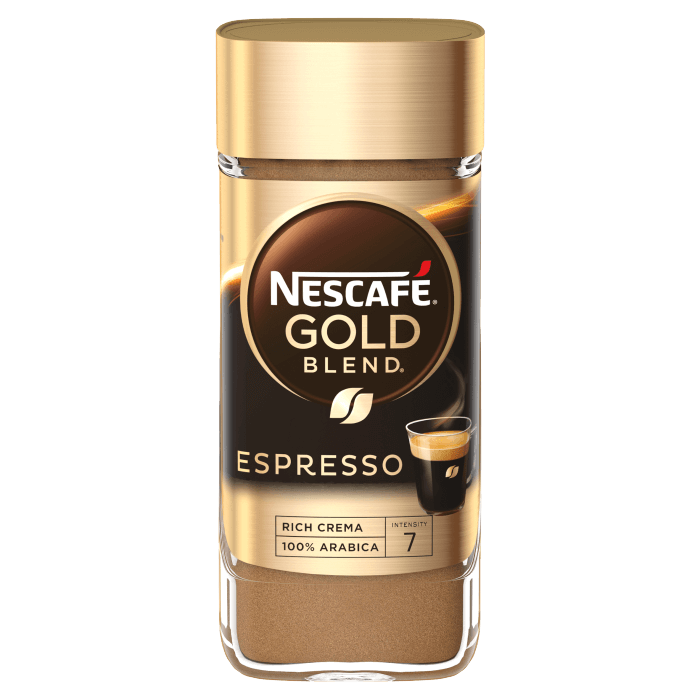 NESCAFÉ®
GOLD
BLEND®
ESPRESSO
RICH CREMA
100% ARABICA
INTENSITY
7